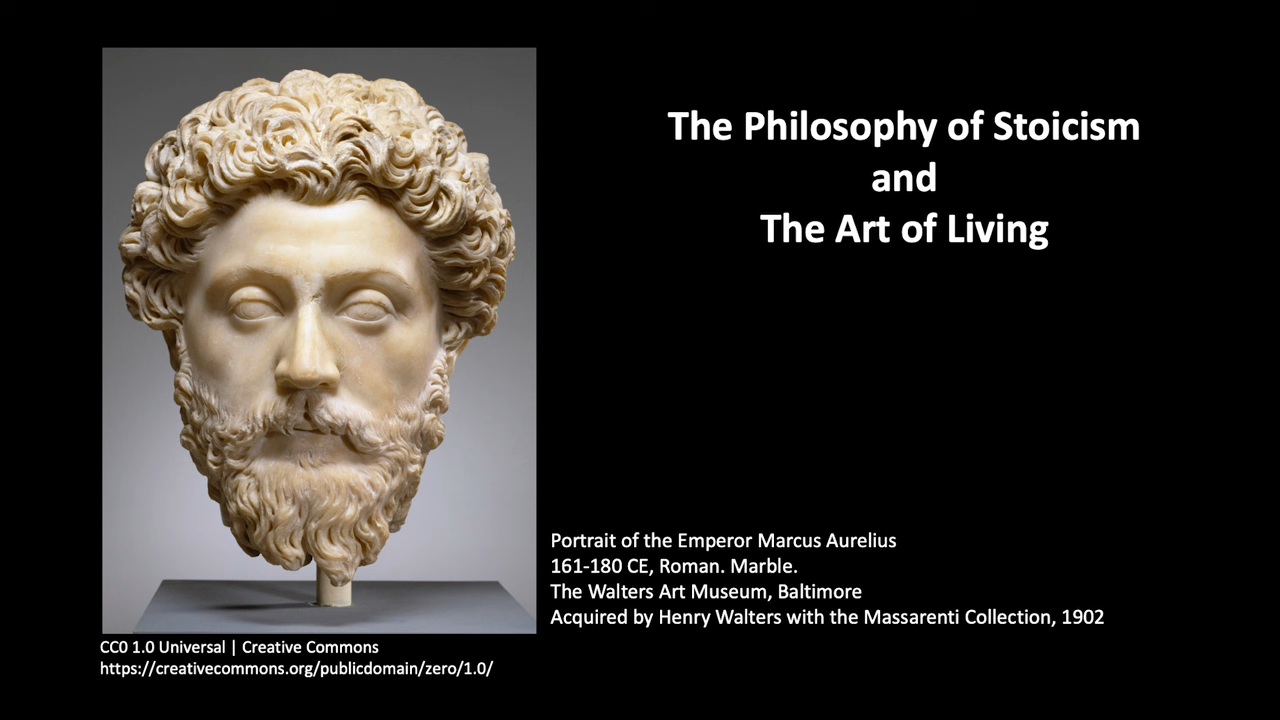 The Philosophy of Stoicism
and
The Art of Living
Portrait of the Emperor Marcus Aurelius
161-180 CE, Roman. Marble.
The Walters Art Museum, Baltimore
Acquired by Henry Walters with the Massarenti Collection, 1902
CC0 1.0 Universal | Creative Commons
https://creativecommons.org/publicdomain/zero/1.0/